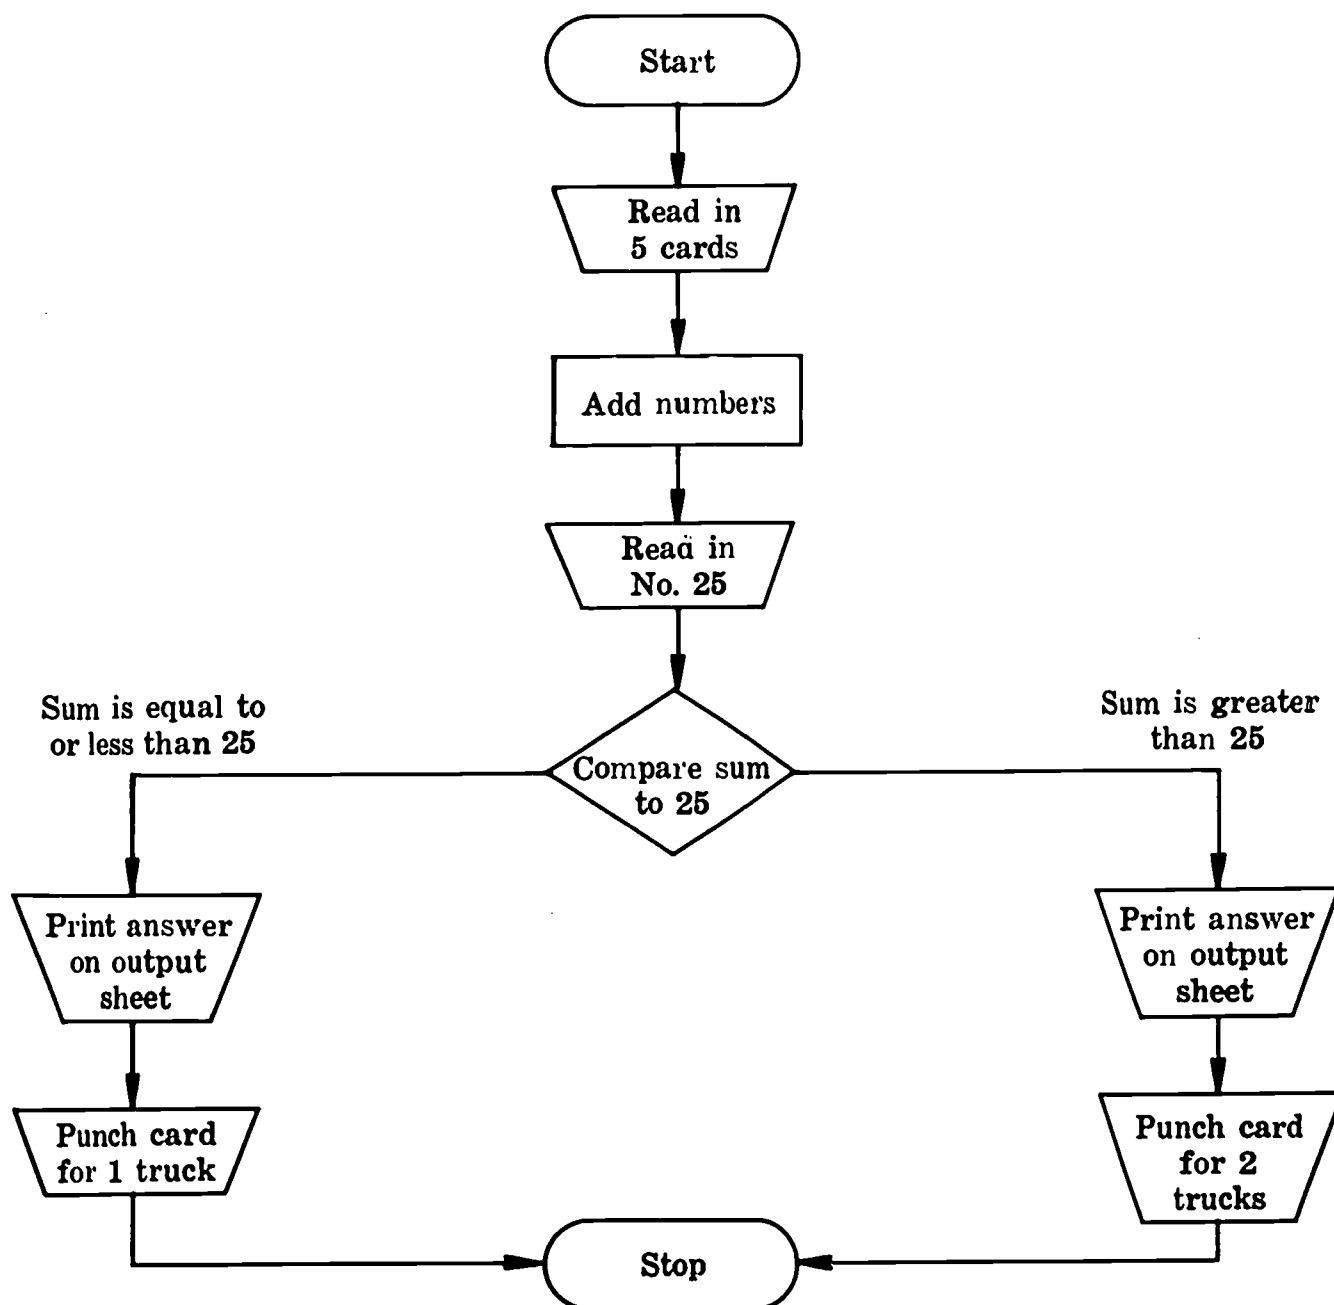 Start
Read in
5 cards
Add numbers
Read in
No. 25
Compare sum
to 25
Sum is equal to
or less than 25
Print answer
on output
sheet
Punch card
for 1 truck
Sum is greater
than 25
Print answer
on output
sheet
Punch card
for 2
trucks
Stop